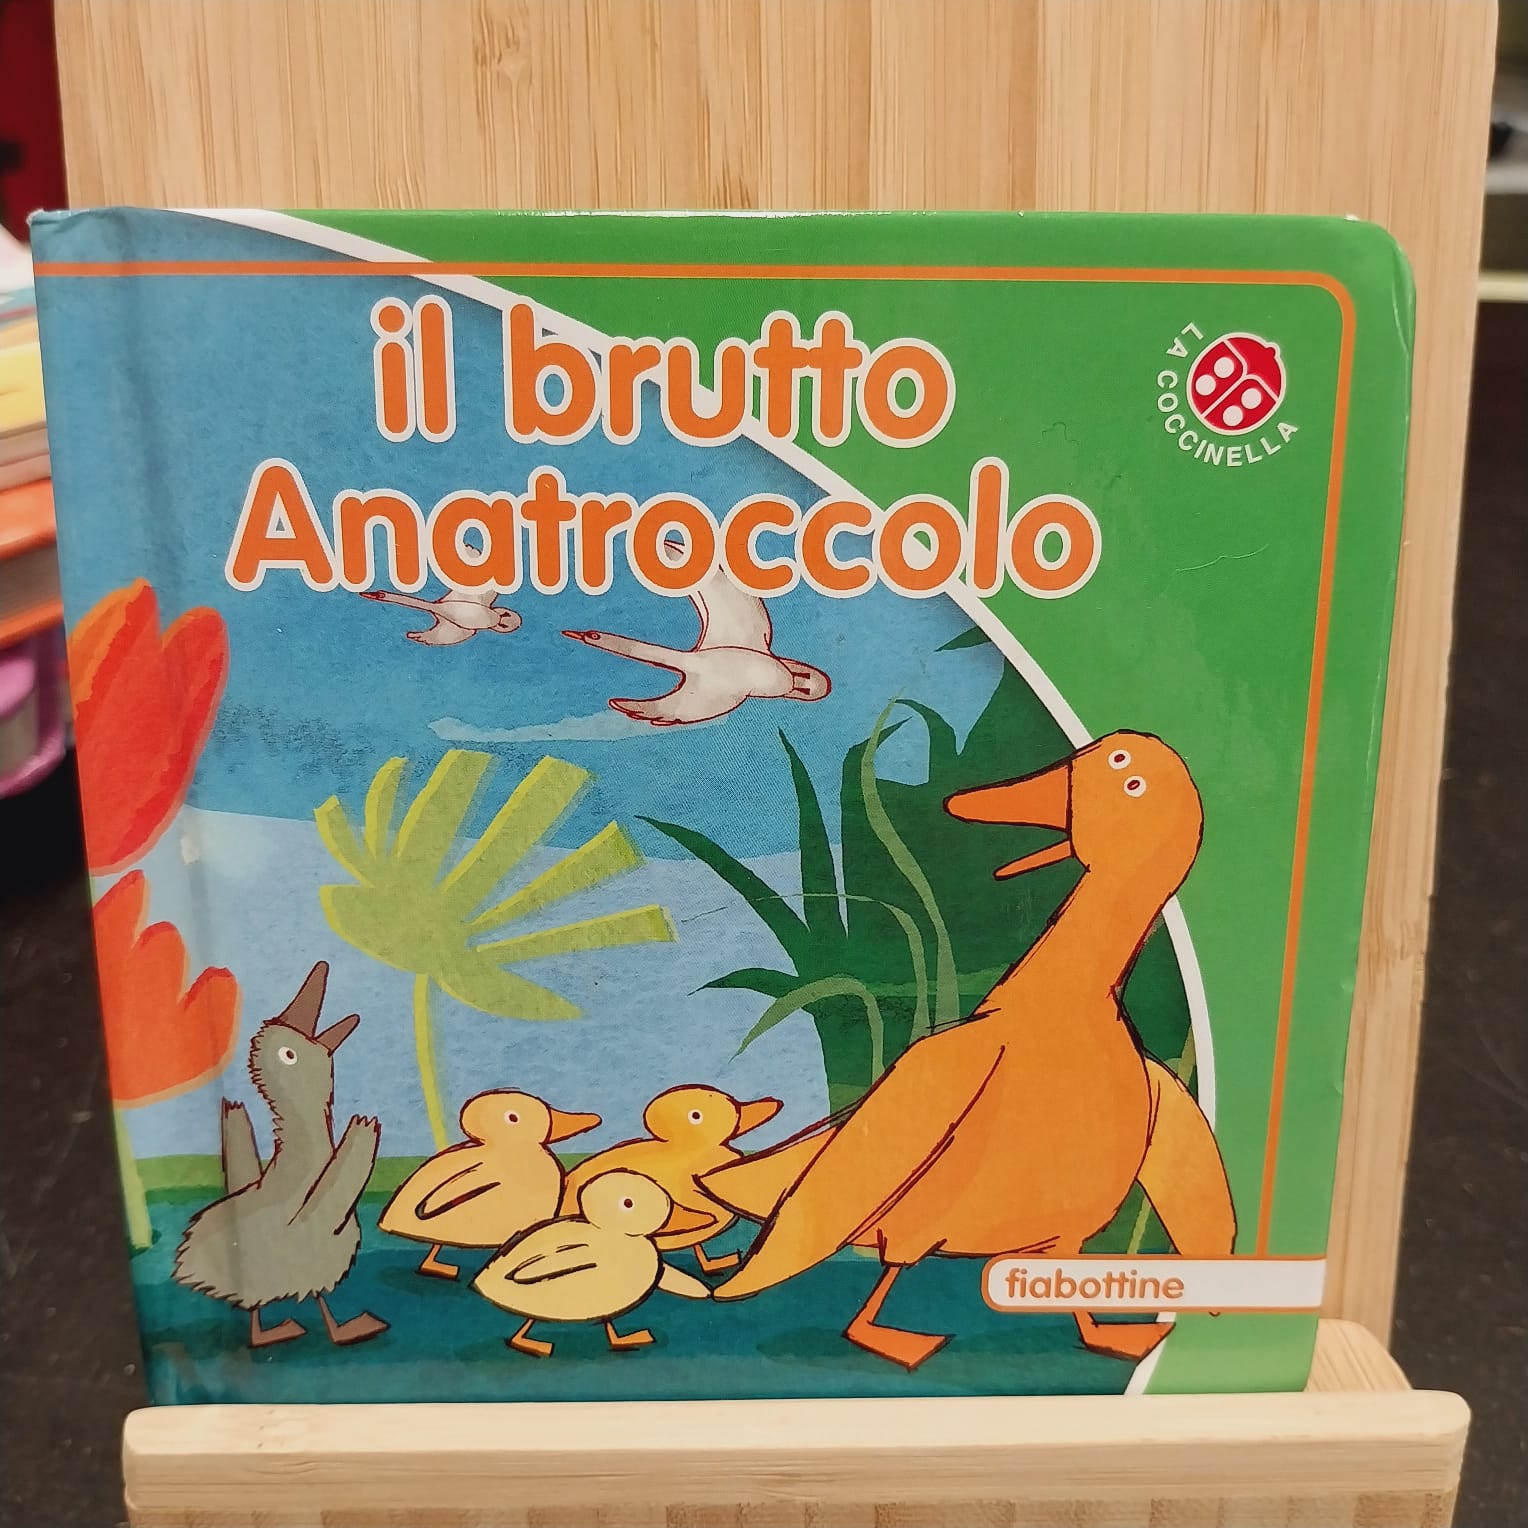 il brutto
Anatroccolo
LA COCCINELLA
fiabottine